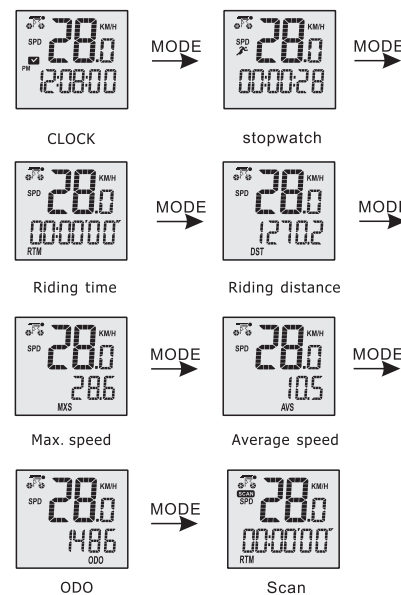 28.0 KM/H
SPD
PM 12:08:00
MODE
CLOCK
28.0 KM/H
SPD
00:00:28
MODE
stopwatch
28.0 KM/H
SPD
00:00'00"
RTM
MODE
Riding time
28.0 KM/H
SPD
1270.2
DST
MODE
Riding distance
28.0 KM/H
SPD
28.6
MXS
MODE
Max. speed
28.0 KM/H
SPD
10.5
AVS
MODE
Average speed
28.0 KM/H
SPD
1486
ODO
MODE
ODO
28.0 KM/H
SCAN
SPD
00:00'00"
RTM
Scan